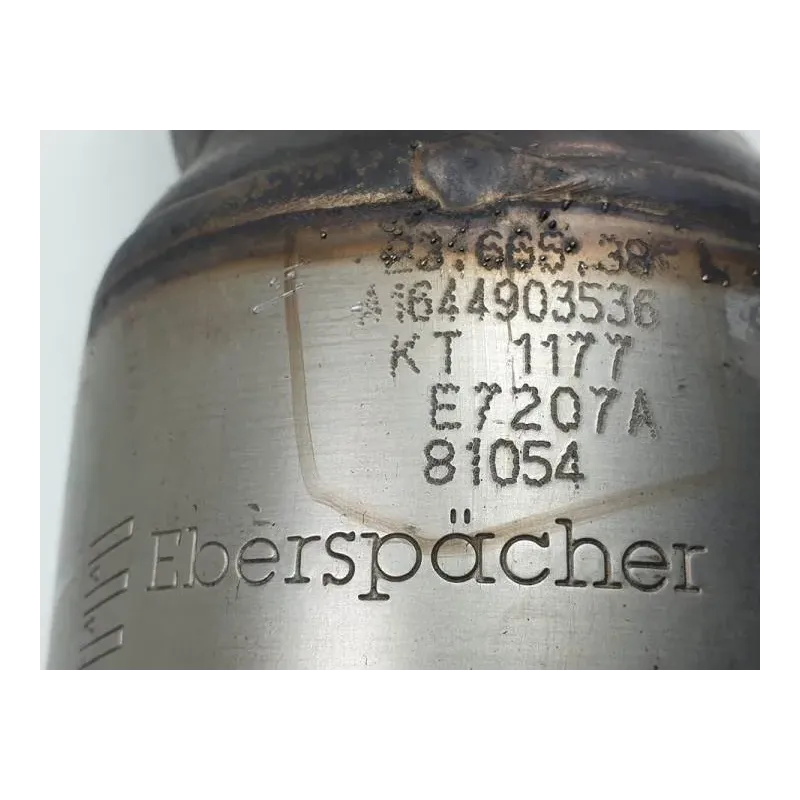 23.665.38
A1644903536
KT 1177
E7207A
81054
Eberspächer